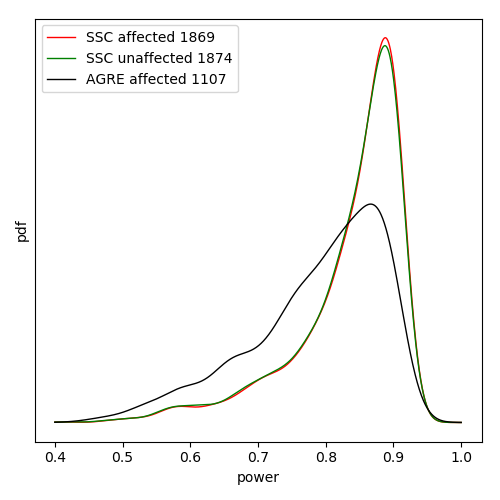 SSC affected 1869
SSC unaffected 1874
AGRE affected 1107
pdf
0.4 0.5 0.6 0.7 0.8 0.9 1.0
power